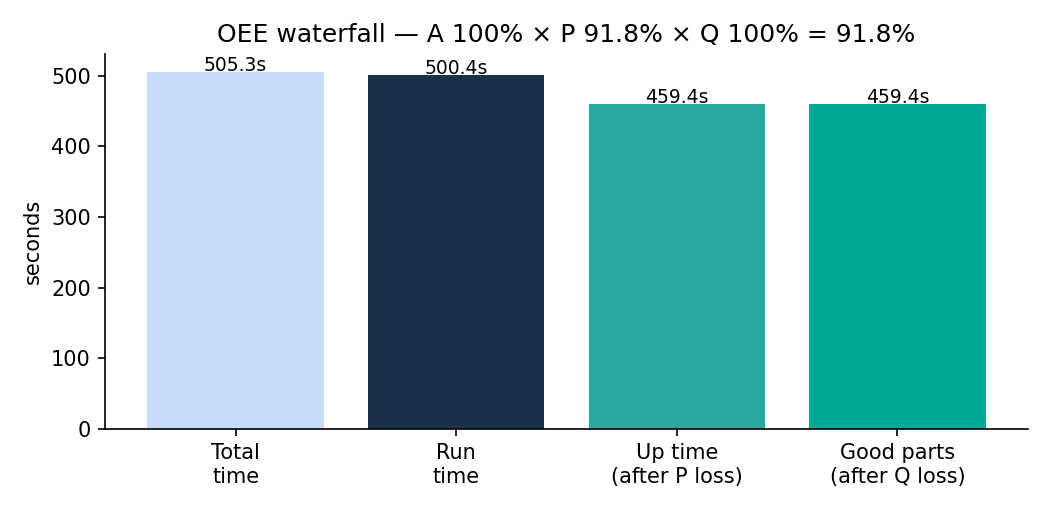 OEE waterfall — A 100% × P 91.8% × Q 100% = 91.8%
505.3s
500.4s
459.4s
459.4s
seconds
500
400
300
200
100
0
Total
time
Run
time
Up time
(after P loss)
Good parts
(after Q loss)